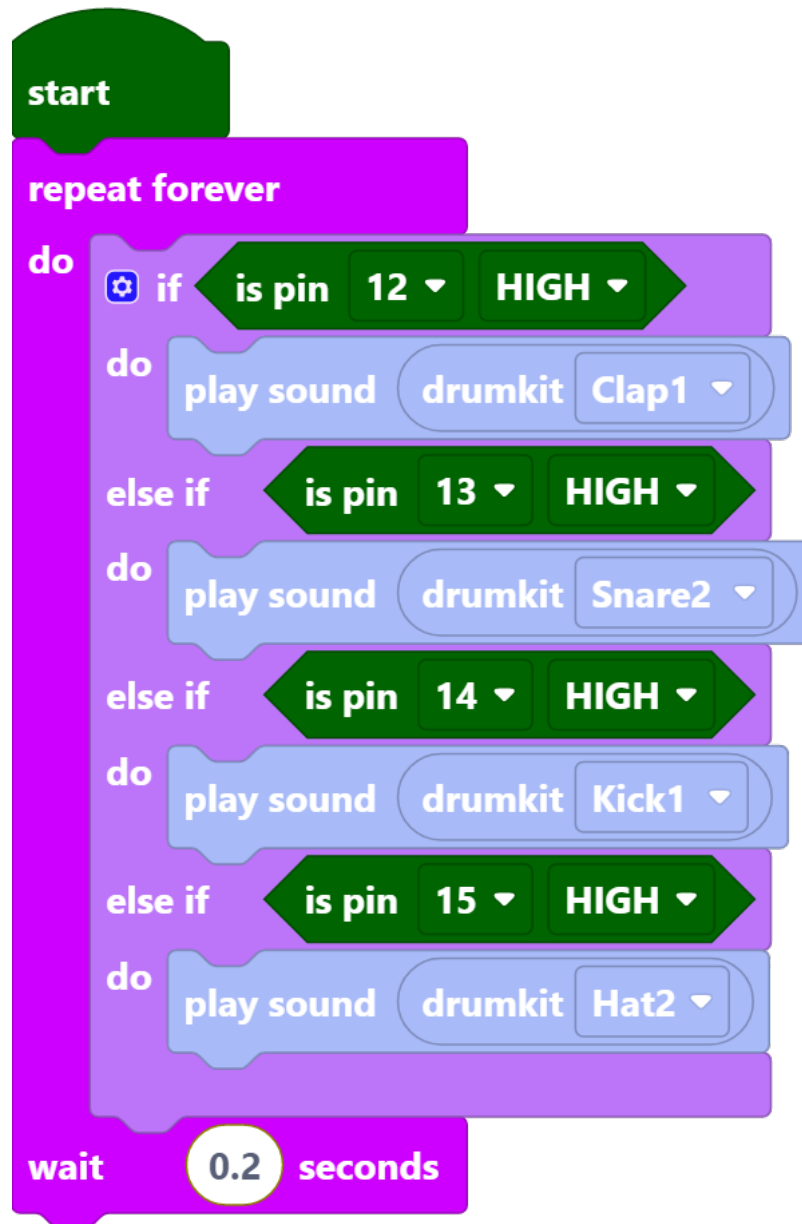 start
repeat forever
do if is pin 12 HIGH
do play sound drumkit Clap1
else if is pin 13 HIGH
do play sound drumkit Snare2
else if is pin 14 HIGH
do play sound drumkit Kick1
else if is pin 15 HIGH
do play sound drumkit Hat2
wait 0.2 seconds